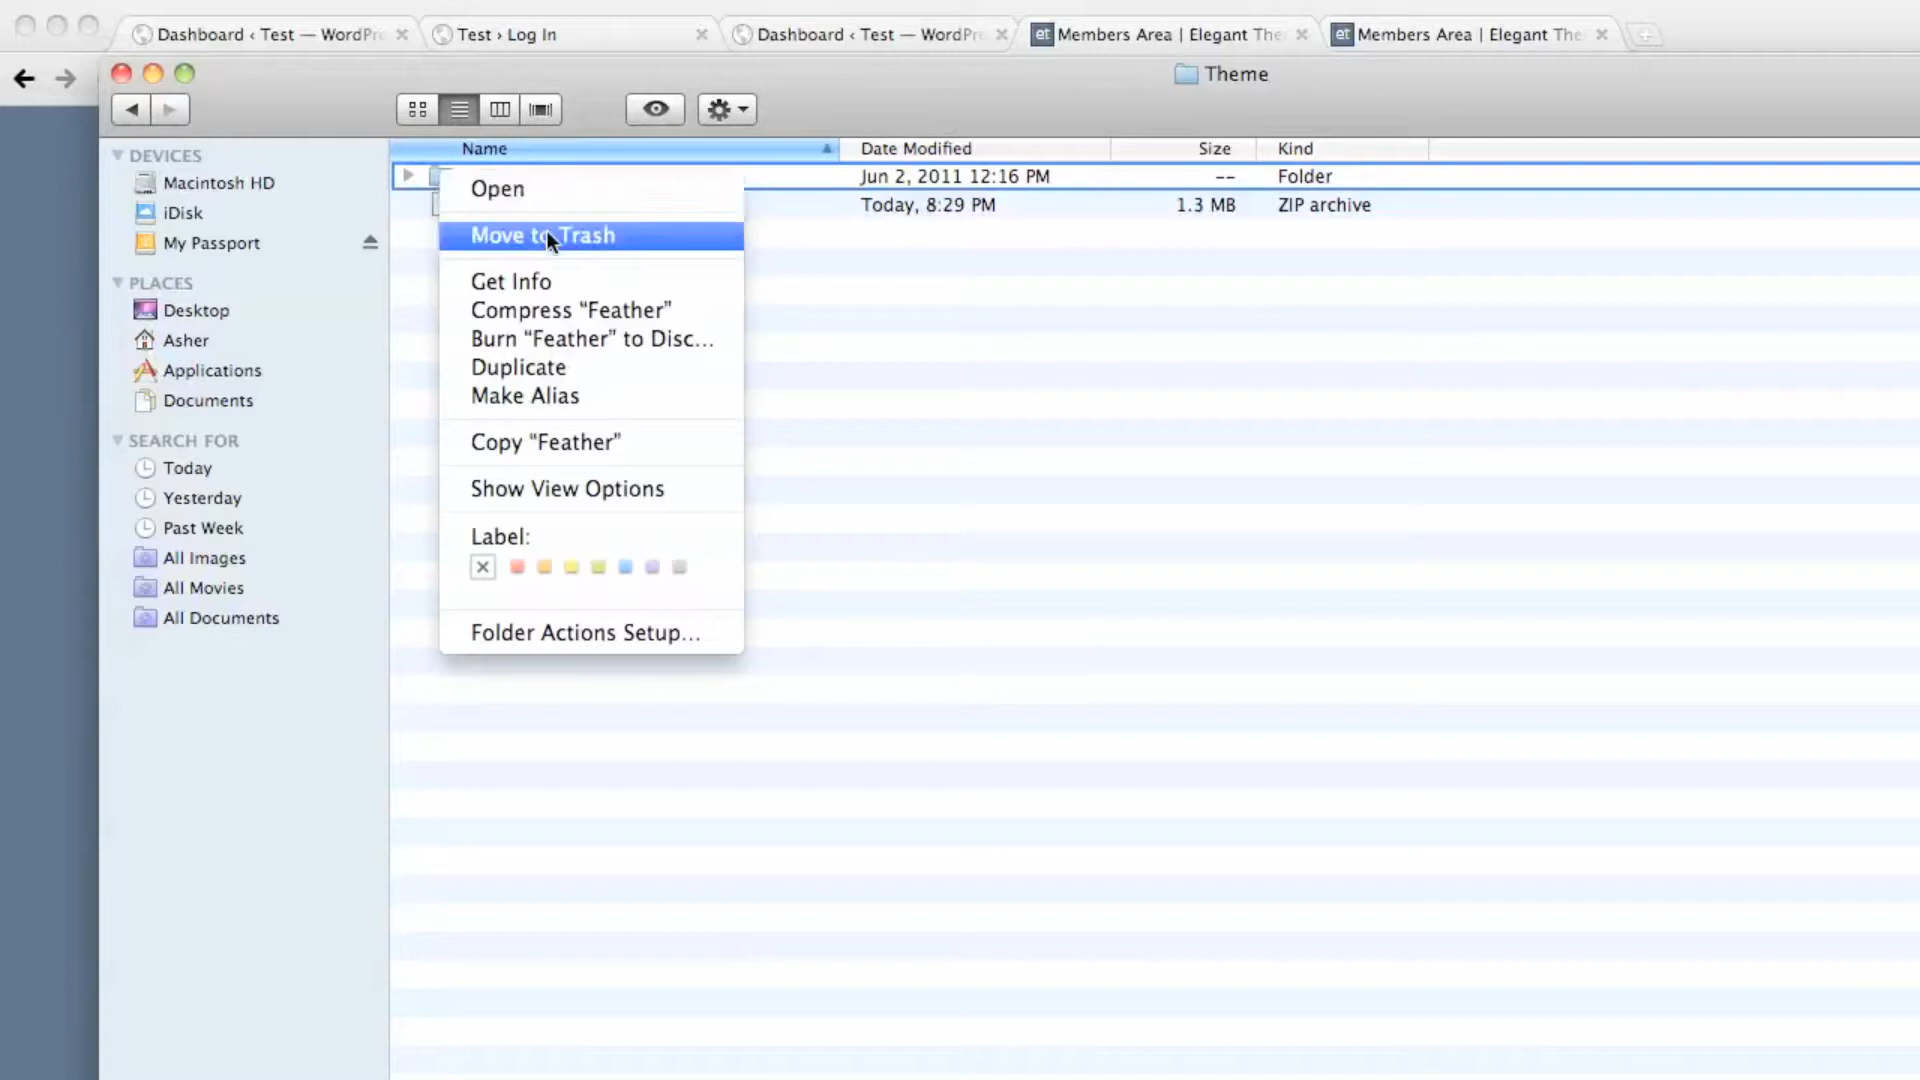 Dashboard ‹ Test — WordPre
Test › Log In
Dashboard ‹ Test — WordPre
et Members Area | Elegant The
et Members Area | Elegant The
Theme
DEVICES
Macintosh HD
iDisk
My Passport
PLACES
Desktop
Asher
Applications
Documents
SEARCH FOR
Today
Yesterday
Past Week
All Images
All Movies
All Documents
Name Date Modified Size Kind
Jun 2, 2011 12:16 PM -- Folder
Today, 8:29 PM 1.3 MB ZIP archive
Open
Move to Trash
Get Info
Compress “Feather”
Burn “Feather” to Disc...
Duplicate
Make Alias
Copy “Feather”
Show View Options
Label:
Folder Actions Setup...